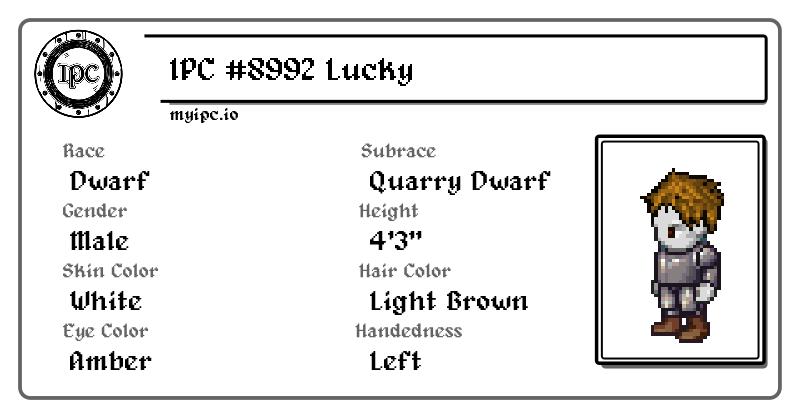 IPC
IPC #8992 Lucky
myipc.io
Race
Dwarf
Subrace
Quarry Dwarf
Gender
Male
Height
4'3"
Skin Color
White
Hair Color
Light Brown
Eye Color
Amber
Handedness
Left